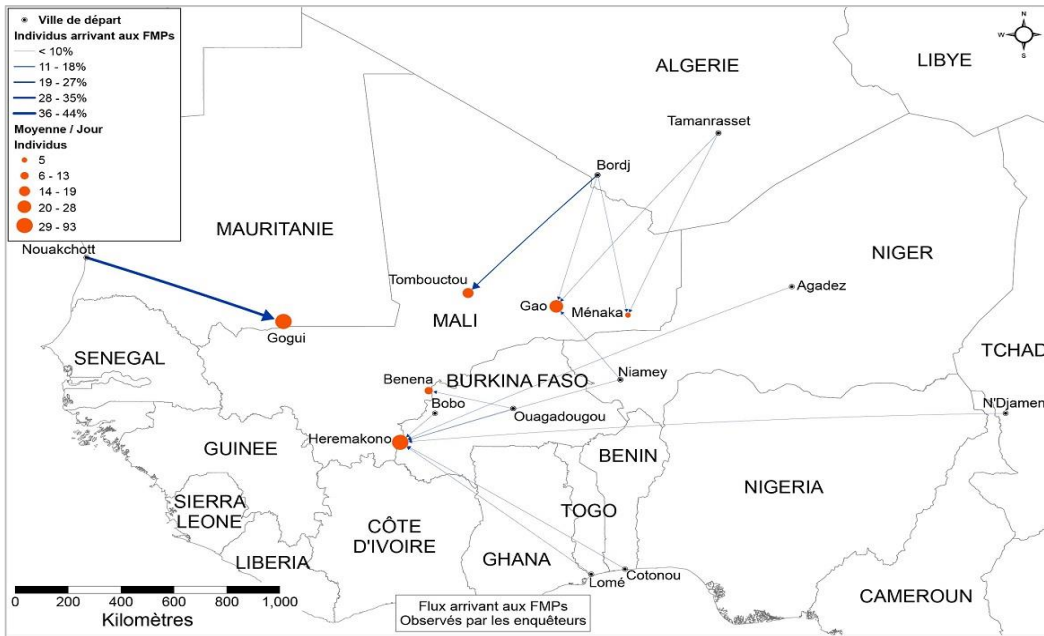 Ville de départ
Individus arrivant aux FMPs
< 10%
11 - 18%
19 - 27%
28 - 35%
36 - 44%
Moyenne / Jour
Individus
5
6 - 13
14 - 19
20 - 28
29 - 93
N
W
S
LIBYE
ALGERIE
Tamanrasset
Bordj
MAURITANIE
Nouakchott
NIGER
Tombouctou
Agadez
Gao
Ménaka
MALI
Gogui
SENEGAL
TCHAD
Benena
BURKINA FASO
Niamey
Bobo
Ouagadougou
N'Djamen
Heremakono
GUINEE
BENIN
NIGERIA
SIERRA
LEONE
TOGO
CÔTE
D'IVOIRE
LIBERIA
GHANA
Lomé
Cotonou
CAMEROUN
0 200 400 600 800 1,000
Kilomètres
Flux arrivant aux FMPs
Observés par les enquêteurs